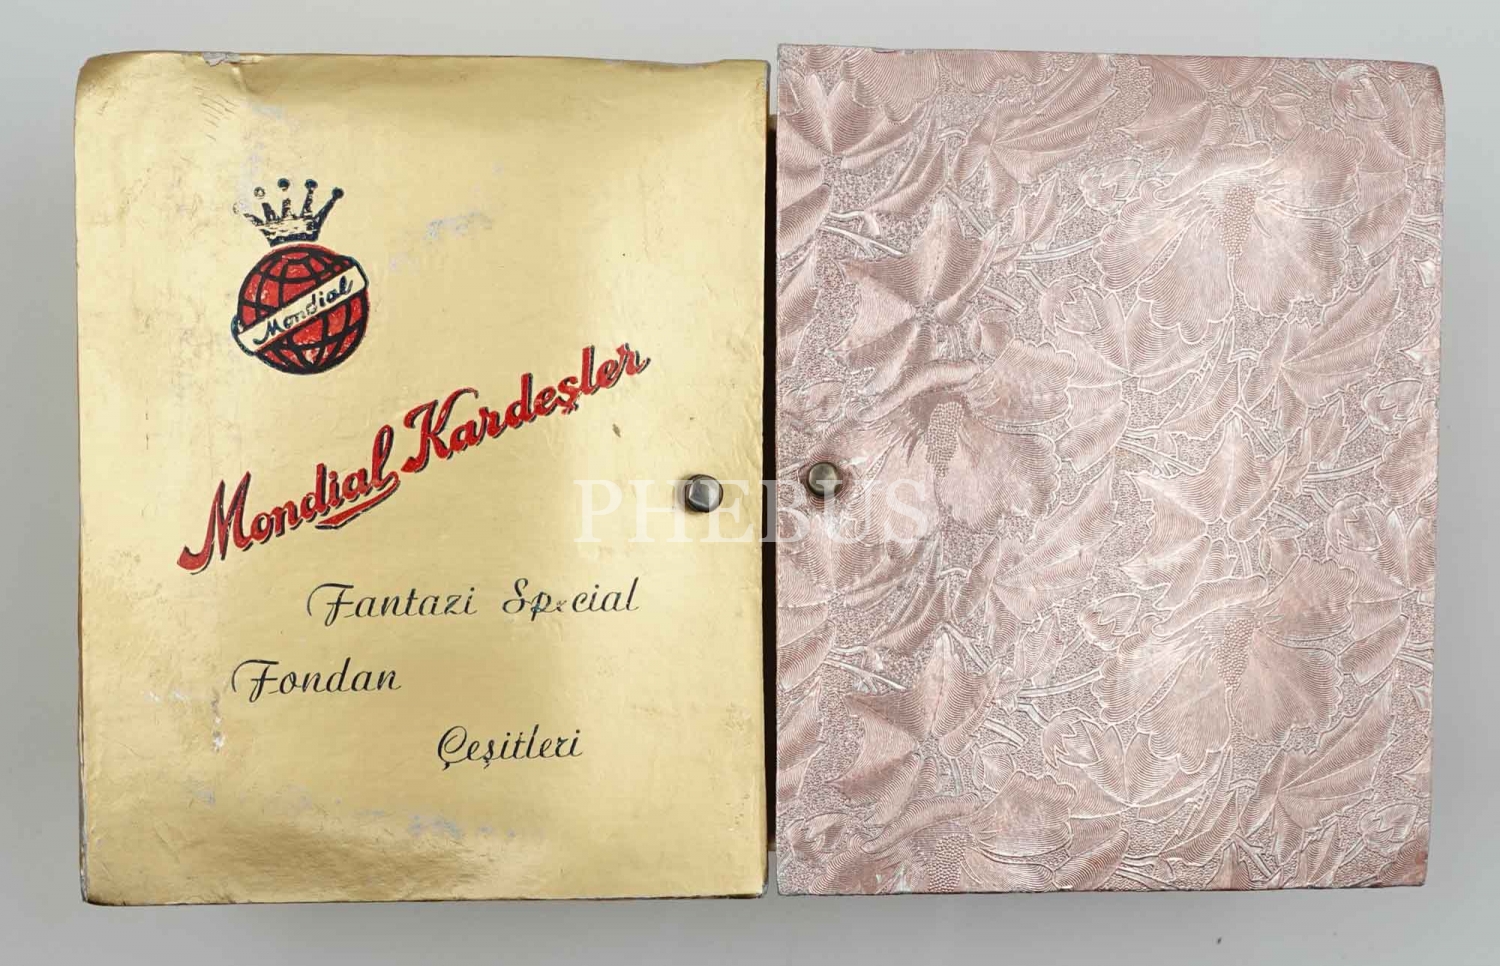 Mondial
Mondial Kardeşler
PHEBUS
Fantazi Special
Fondan
Çeşitleri